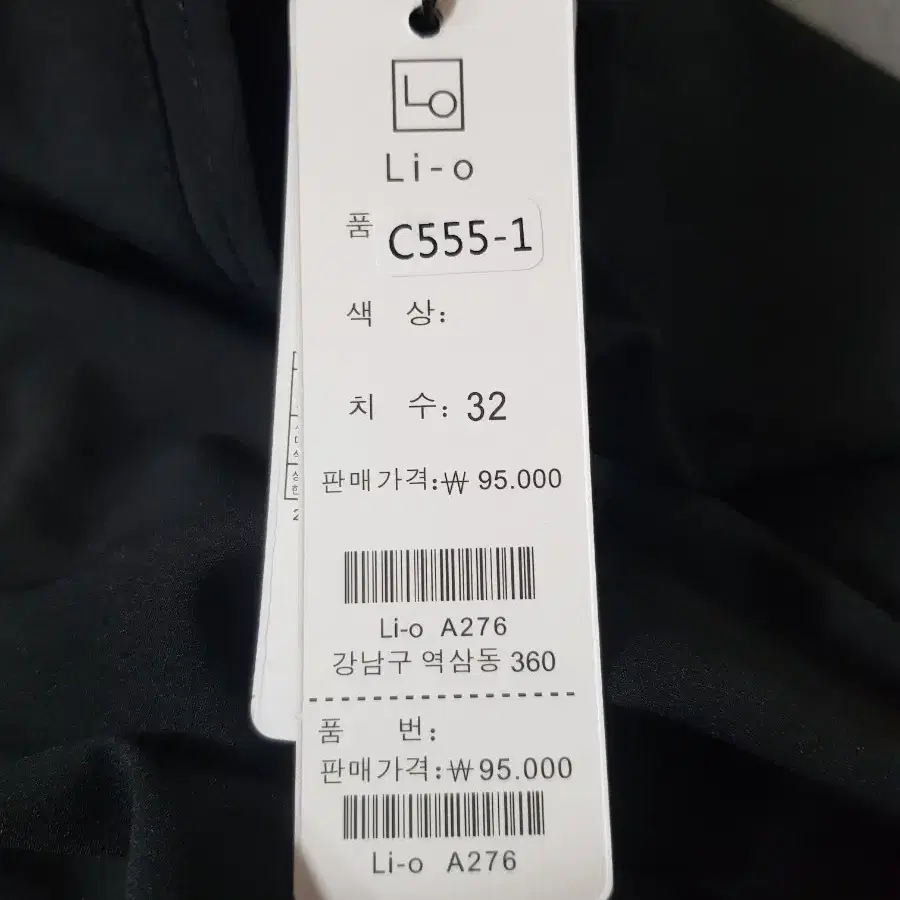 LO
Li-o
품 C555-1
색 상:
치 수: 32
판매가격:₩ 95.000
Li-o A276
강남구 역삼동 360
품 번:
판매가격:₩95.000
Li-o A276